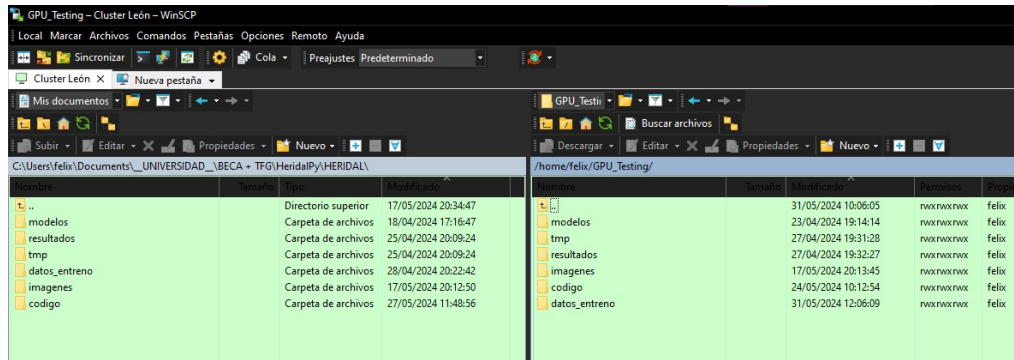 GPU_Testing – Cluster León – WinSCP
Local Marcar Archivos Comandos Pestañas Opciones Remoto Ayuda
Sincronizar Cola Preajustes Predeterminado
Cluster León X Nueva pestaña
Mis documentos
Subir Editar Propiedades Nuevo
C:\Users\felix\Documents\__UNIVERSIDAD__\BECA + TFG\HeridalPy\HERIDAL\
Nombre Tamaño Tipo Modificado
.. Directorio superior 17/05/2024 20:34:47
modelos Carpeta de archivos 18/04/2024 17:16:47
resultados Carpeta de archivos 25/04/2024 20:09:24
tmp Carpeta de archivos 25/04/2024 20:09:24
datos_entreno Carpeta de archivos 28/04/2024 20:22:42
imagenes Carpeta de archivos 17/05/2024 20:12:50
codigo Carpeta de archivos 27/05/2024 11:48:56
GPU_Testi
Buscar archivos
Descargar Editar Propiedades Nuevo
/home/felix/GPU_Testing/
Nombre Tamaño Modificado Permisos Propi
.. 31/05/2024 10:06:05 rwxrwxrwx felix
modelos 23/04/2024 19:14:14 rwxrwxrwx felix
tmp 27/04/2024 19:31:28 rwxrwxrwx felix
resultados 27/04/2024 19:32:27 rwxrwxrwx felix
imagenes 17/05/2024 20:13:45 rwxrwxrwx felix
codigo 24/05/2024 10:12:54 rwxrwxrwx felix
datos_entreno 31/05/2024 12:06:09 rwxrwxrwx felix